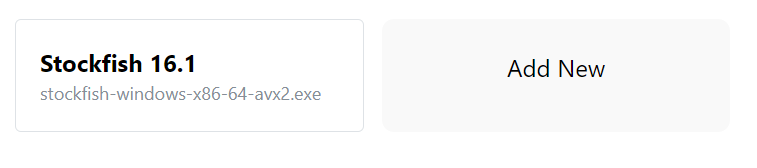 Stockfish 16.1
stockfish-windows-x86-64-avx2.exe
Add New